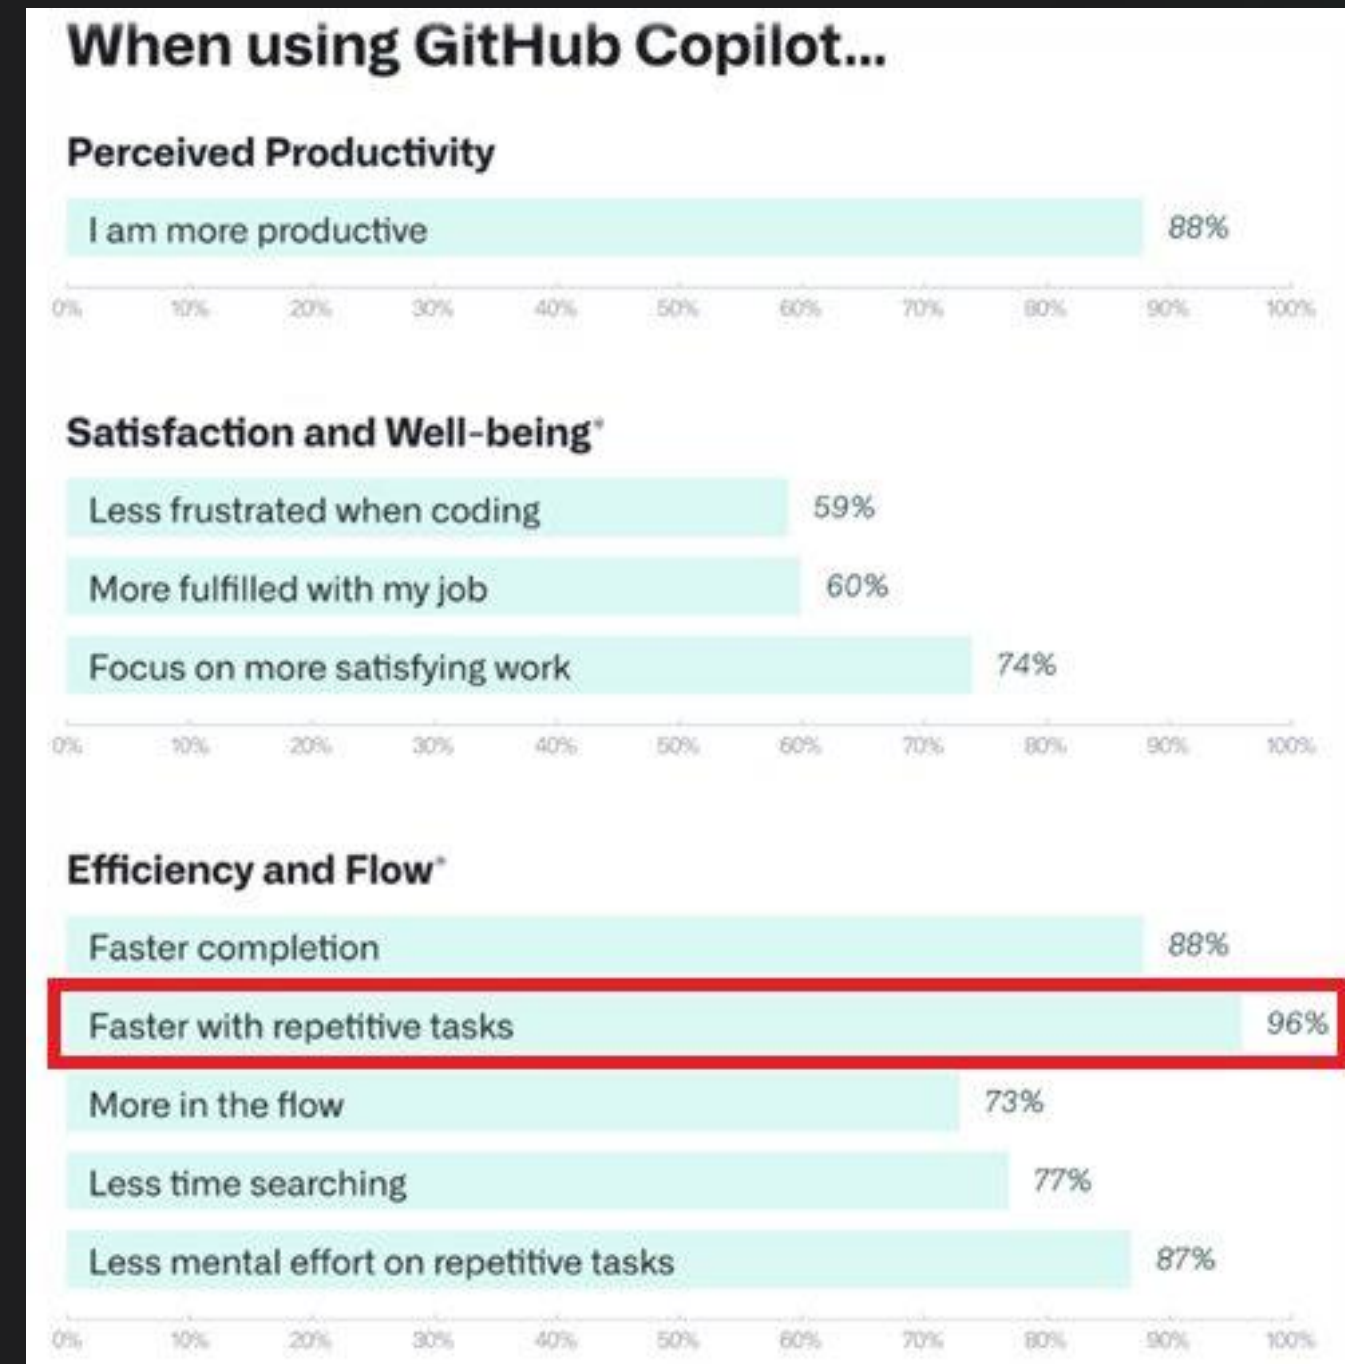 When using GitHub Copilot...
Perceived Productivity
I am more productive 88%
0% 10% 20% 30% 40% 50% 60% 70% 80% 90% 100%
Satisfaction and Well-being*
Less frustrated when coding 59%
More fulfilled with my job 60%
Focus on more satisfying work 74%
0% 10% 20% 30% 40% 50% 60% 70% 80% 90% 100%
Efficiency and Flow*
Faster completion 88%
Faster with repetitive tasks 96%
More in the flow 73%
Less time searching 77%
Less mental effort on repetitive tasks 87%
0% 10% 20% 30% 40% 50% 60% 70% 80% 90% 100%